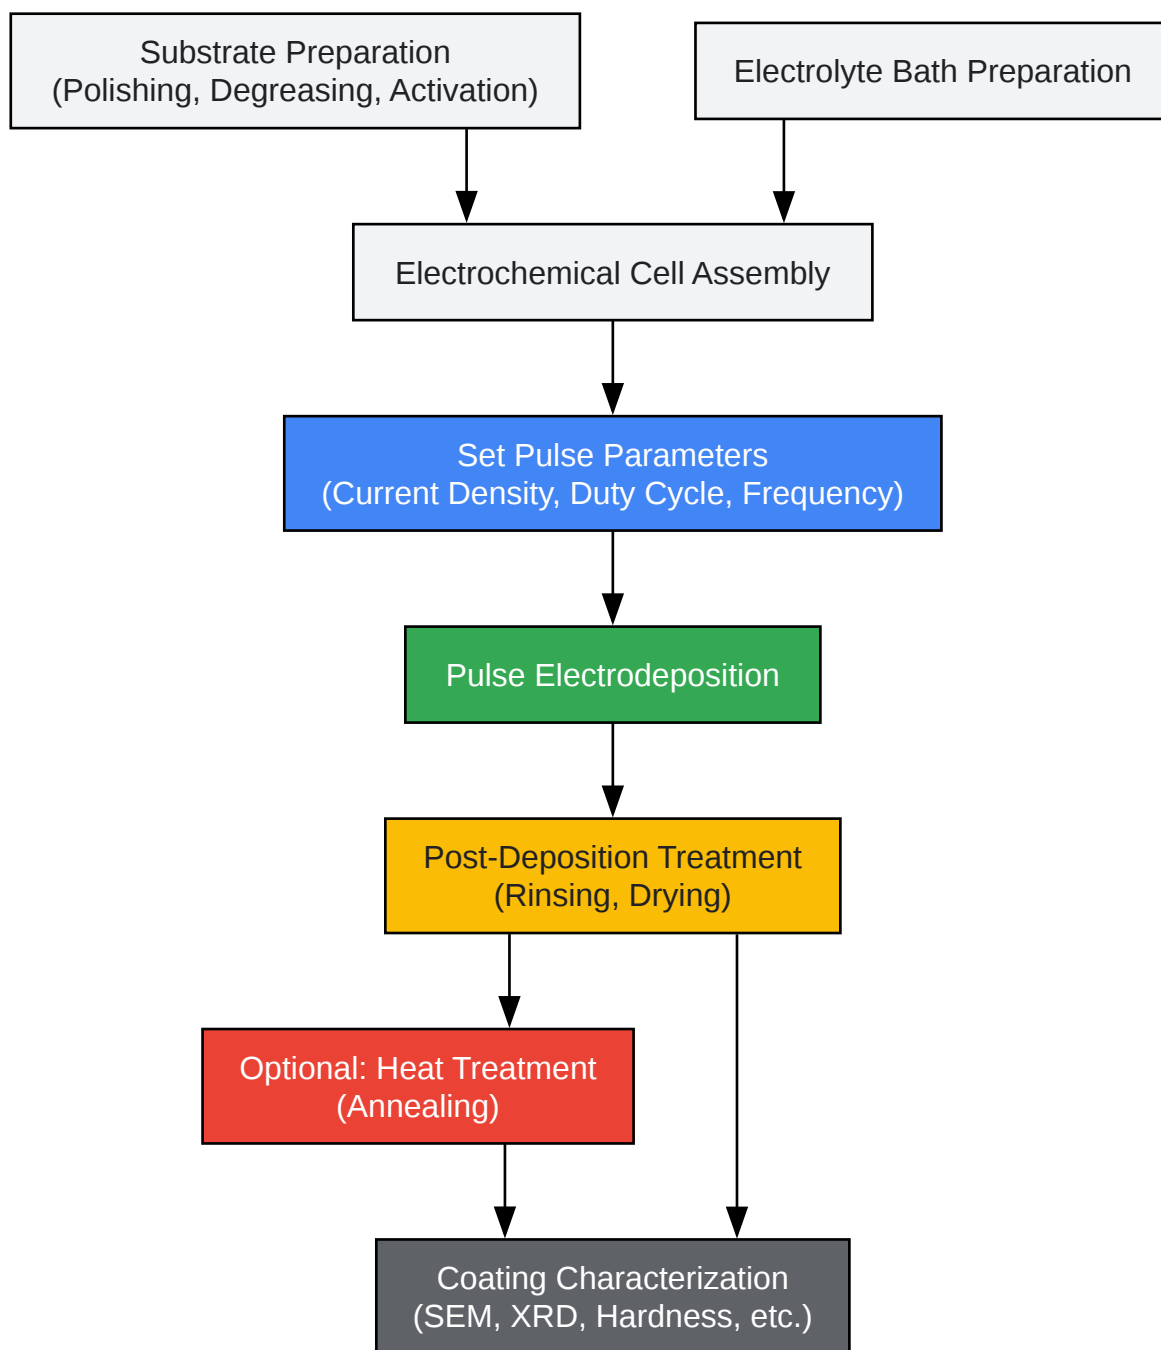 Substrate Preparation
(Polishing, Degreasing, Activation)
Electrolyte Bath Preparation
Electrochemical Cell Assembly
Set Pulse Parameters
(Current Density, Duty Cycle, Frequency)
Pulse Electrodeposition
Post-Deposition Treatment
(Rinsing, Drying)
Optional: Heat Treatment
(Annealing)
Coating Characterization
(SEM, XRD, Hardness, etc.)